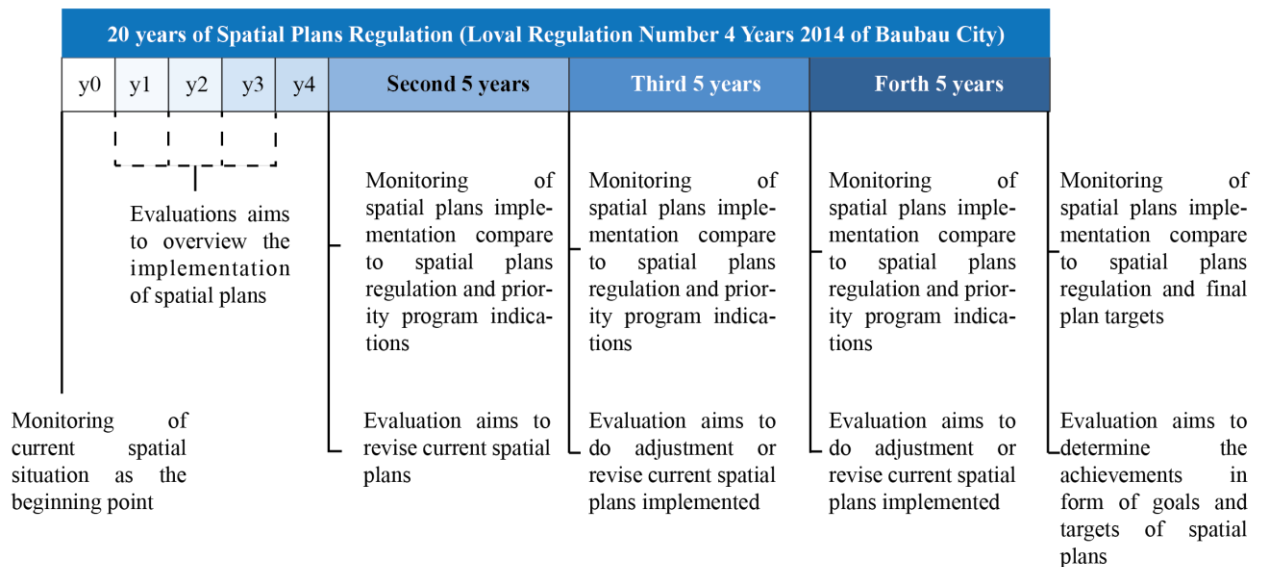 20 years of Spatial Plans Regulation (Loval Regulation Number 4 Years 2014 of Baubau City)
y0 y1 y2 y3 y4 Second 5 years Third 5 years Forth 5 years
Evaluations aims
to overview the
implementation
of spatial plans
Monitoring of
current spatial
situation as the
beginning point
Monitoring of
spatial plans imple-
mentation compare
to spatial plans
regulation and prior-
ity program indica-
tions
Evaluation aims to
revise current spatial
plans
Monitoring of
spatial plans imple-
mentation compare
to spatial plans
regulation and prior-
ity program indica-
tions
Evaluation aims to
do adjustment or
revise current spatial
plans implemented
Monitoring of
spatial plans imple-
mentation compare
to spatial plans
regulation and prior-
ity program indica-
tions
Evaluation aims to
do adjustment or
revise current spatial
plans implemented
Monitoring of
spatial plans imple-
mentation compare
to spatial plans
regulation and final
plan targets
Evaluation aims to
determine the
achievements in
form of goals and
targets of spatial
plans